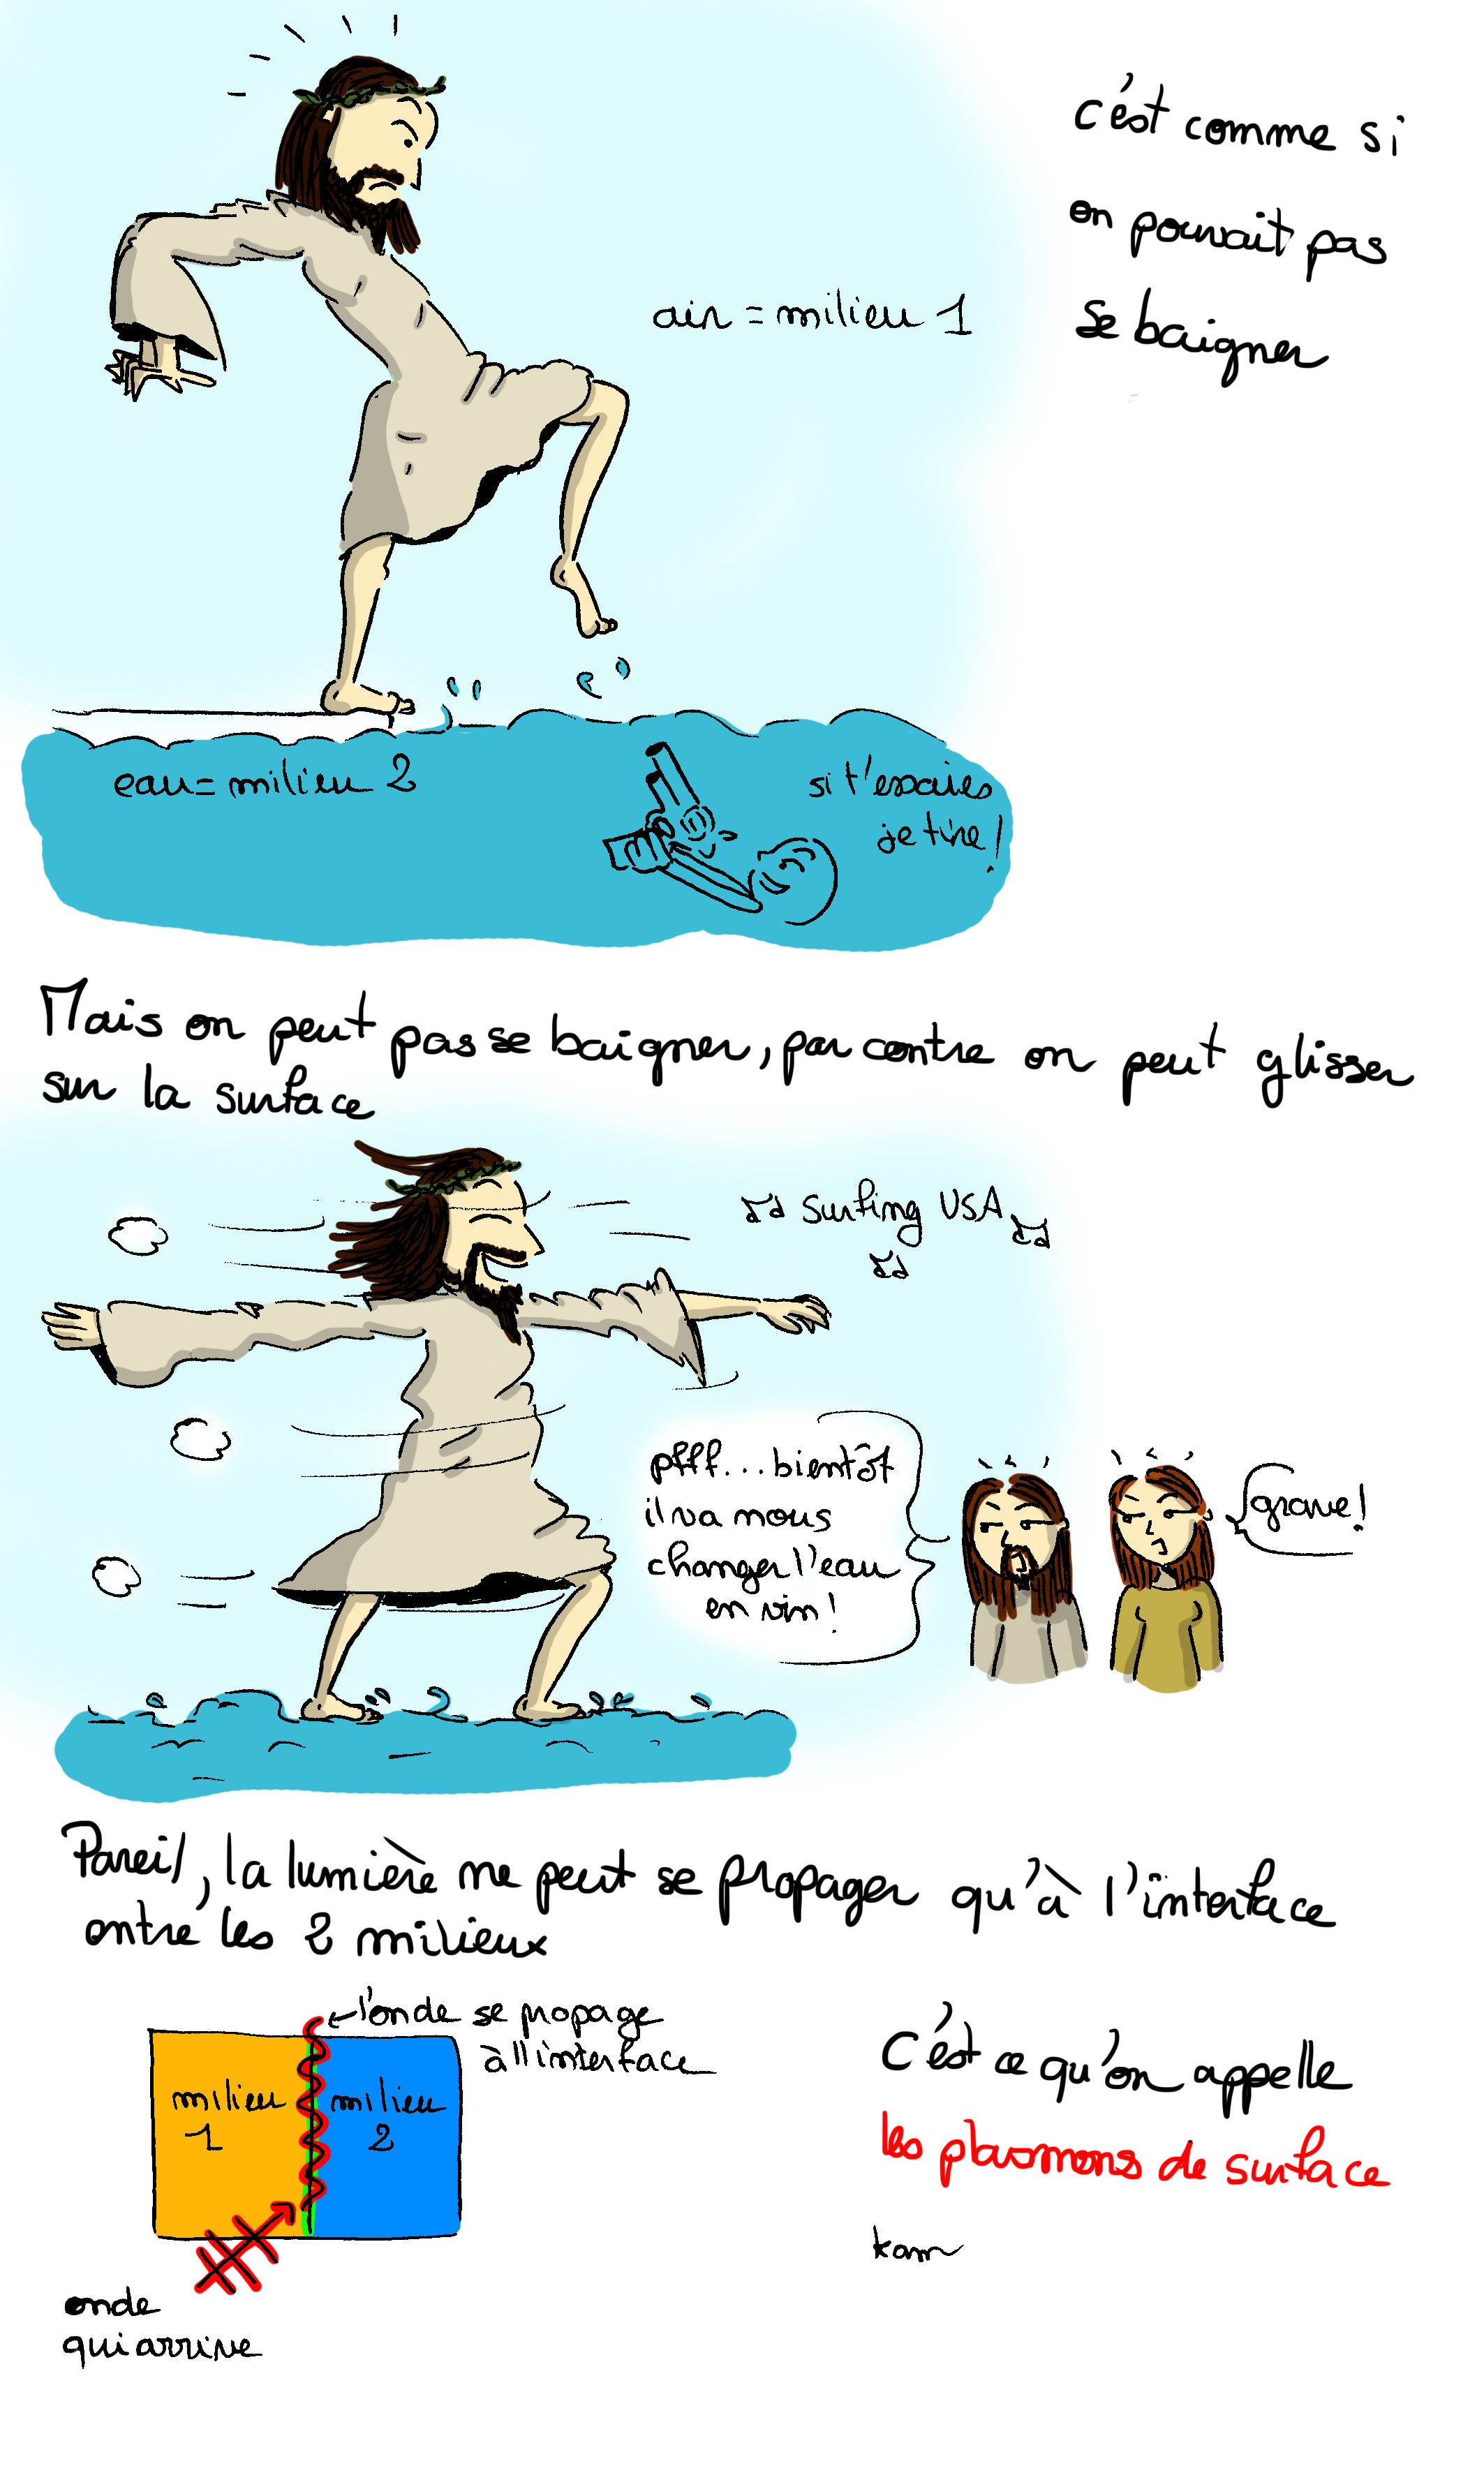 c'est comme si
on pouvait pas
se baigner
air = milieu 1
eau = milieu 2
si t'essaies
je tire !
Mais on peut pas se baigner, par contre on peut glisser
sur la surface
♫ surfing USA ♫
♫
pfff... bientôt
il va nous
changer l'eau
en vin !
grave !
Pareil, la lumière ne peut se propager qu'à l'interface
entre les 2 milieux
l'onde se propage
à l'interface
milieu
1
milieu
2
onde
qui arrive
C'est ce qu'on appelle
les plasmons de surface
kam